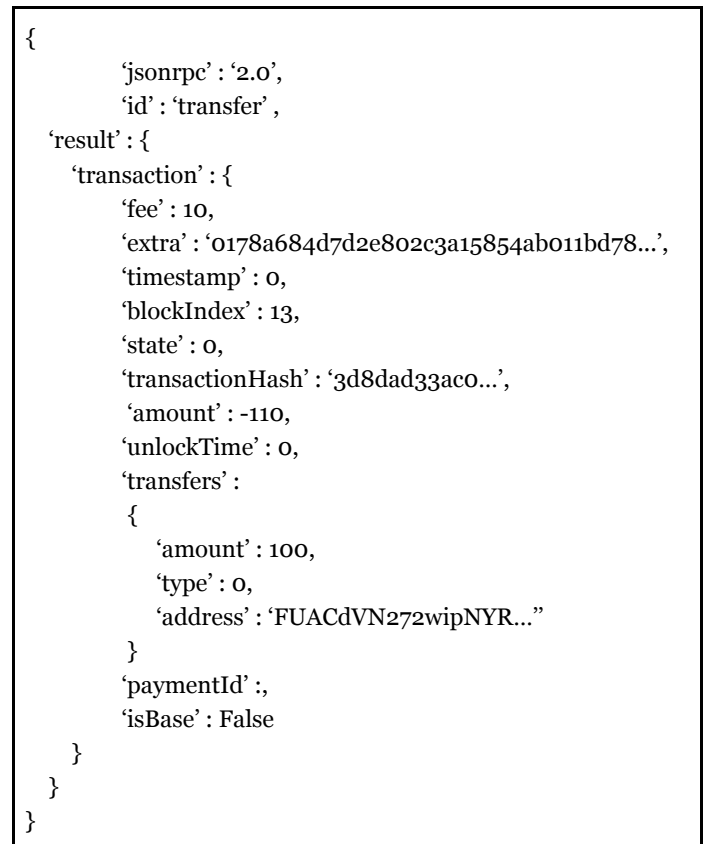 {
‘jsonrpc’ : ‘2.0’,
‘id’ : ‘transfer’ ,
‘result’ : {
‘transaction’ : {
‘fee’ : 10,
‘extra’ : ‘0178a684d7d2e802c3a15854ab011bd78...’,
‘timestamp’ : 0,
‘blockIndex’ : 13,
‘state’ : 0,
‘transactionHash’ : ‘3d8dad33ac0...’,
‘amount’ : -110,
‘unlockTime’ : 0,
‘transfers’ :
{
‘amount’ : 100,
‘type’ : 0,
‘address’ : ‘FUACdVN272wipNYR...’’
}
‘paymentId’ :,
‘isBase’ : False
}
}
}